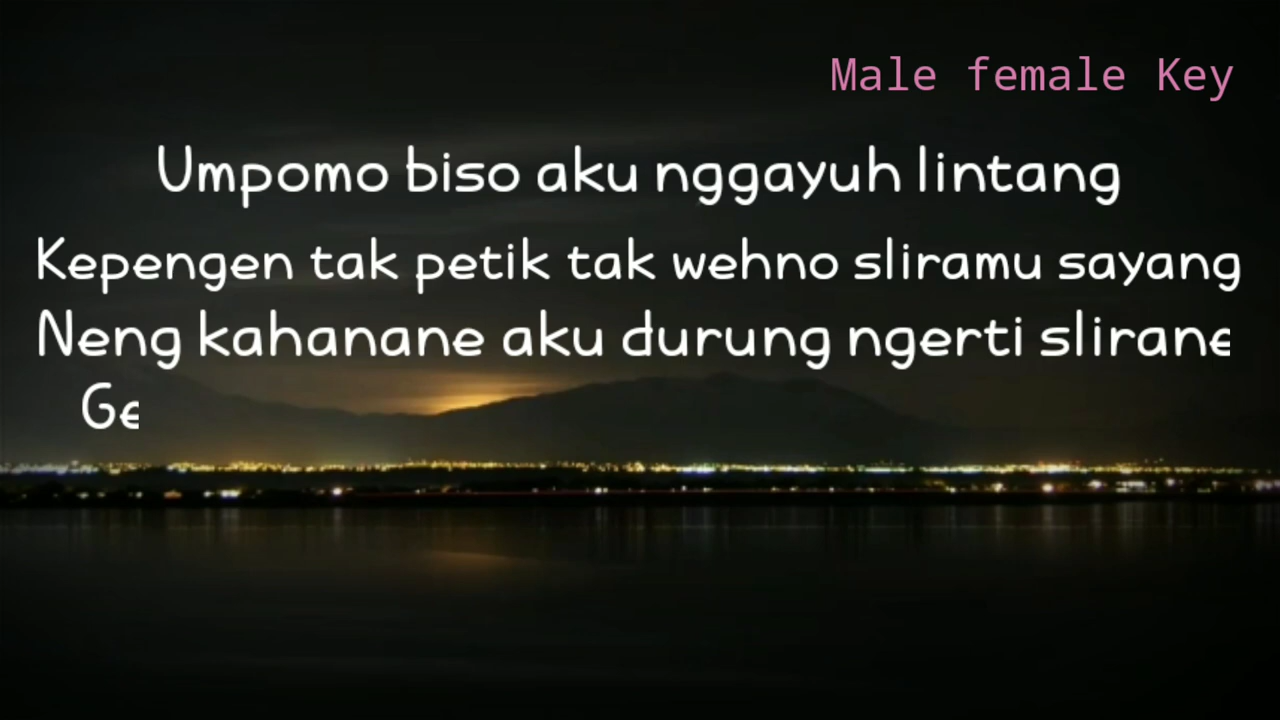 Male female Key
Umpomo biso aku nggayuh lintang
Kepengen tak petik tak wehno sliramu sayang
Neng kahanane aku durung ngerti slirane
Ge